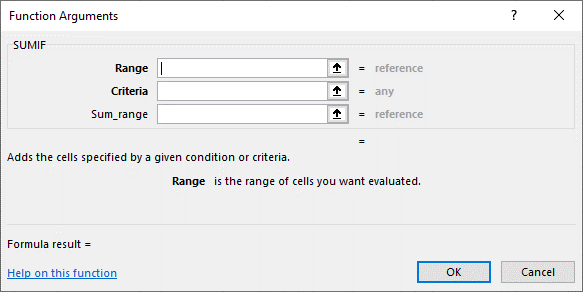 Function Arguments ? ×
SUMIF
Range = reference
Criteria = any
Sum_range = reference
=
Adds the cells specified by a given condition or criteria.
Range is the range of cells you want evaluated.
Formula result =
Help on this function OK Cancel